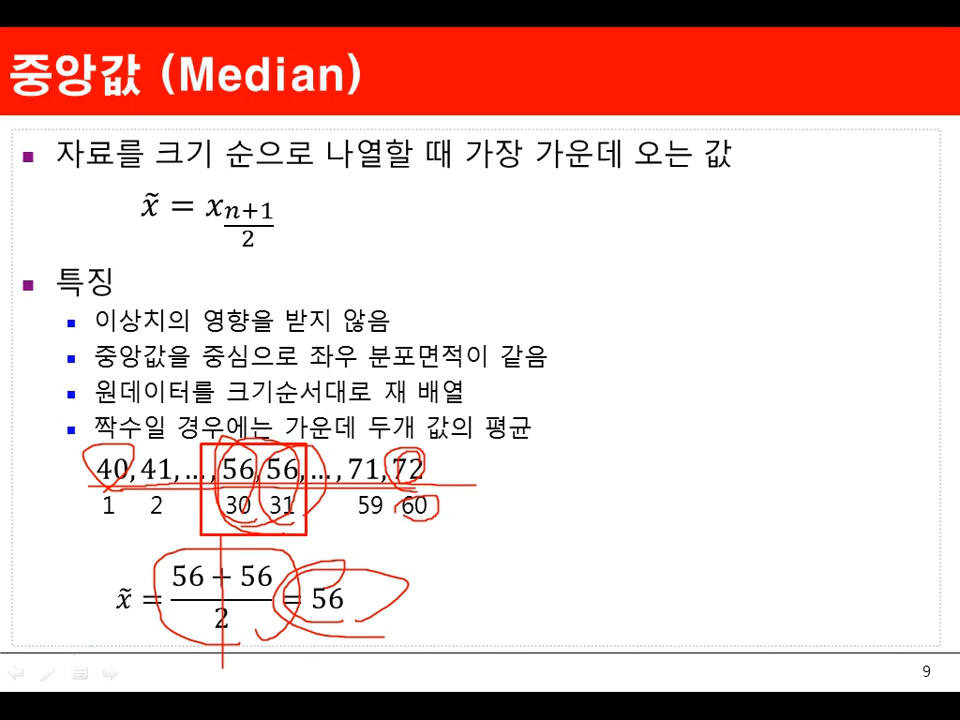 중앙값 (Median)
■ 자료를 크기 순으로 나열할 때 가장 가운데 오는 값
x̃ = x_{\frac{n+1}{2}}
■ 특징
■ 이상치의 영향을 받지 않음
■ 중앙값을 중심으로 좌우 분포면적이 같음
■ 원데이터를 크기순서대로 재 배열
■ 짝수일 경우에는 가운데 두개 값의 평균
40, 41, … , 56, 56, … , 71, 72
1 2 30 31 59 60
x̃ = \frac{56 + 56}{2} = 56
9